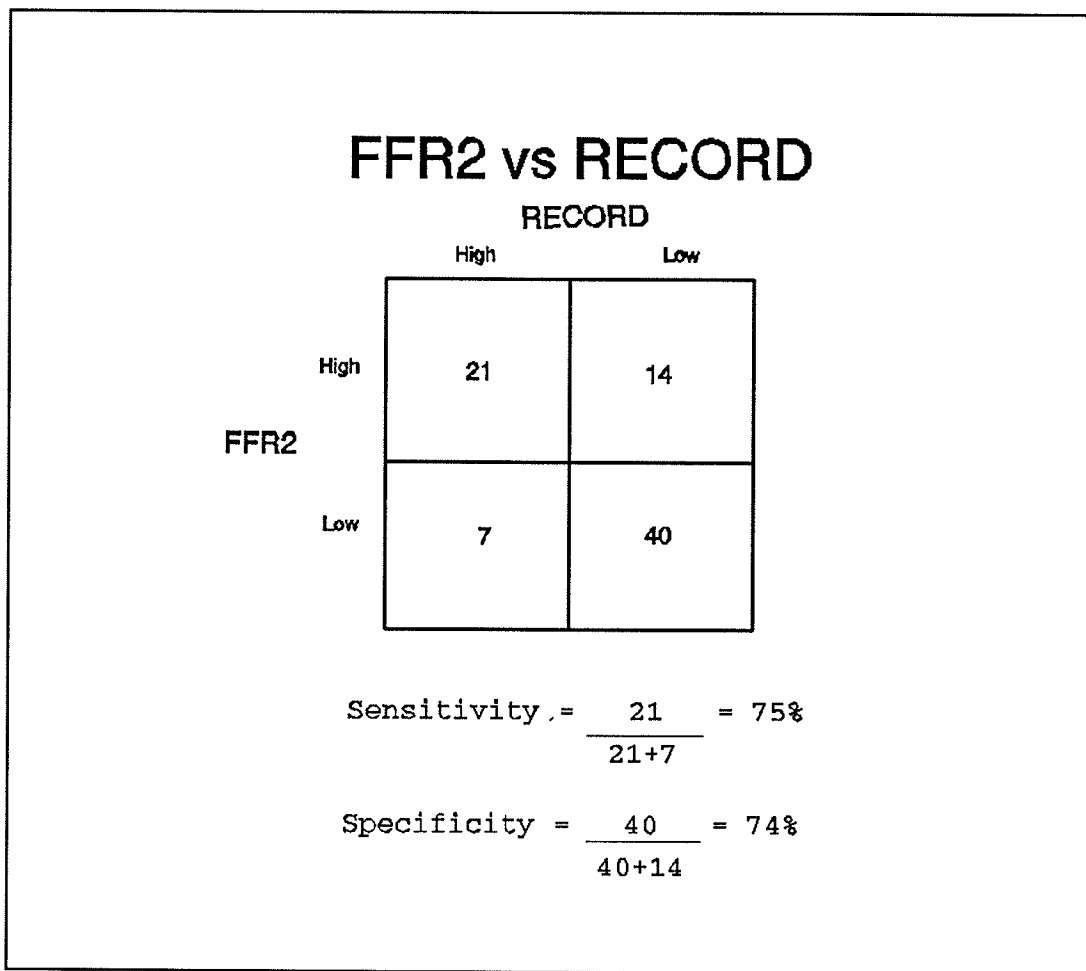 FFR2 vs RECORD
RECORD
High Low
High 21 14
FFR2
Low 7 40
Sensitivity = 21 = 75%
21+7
Specificity = 40 = 74%
40+14